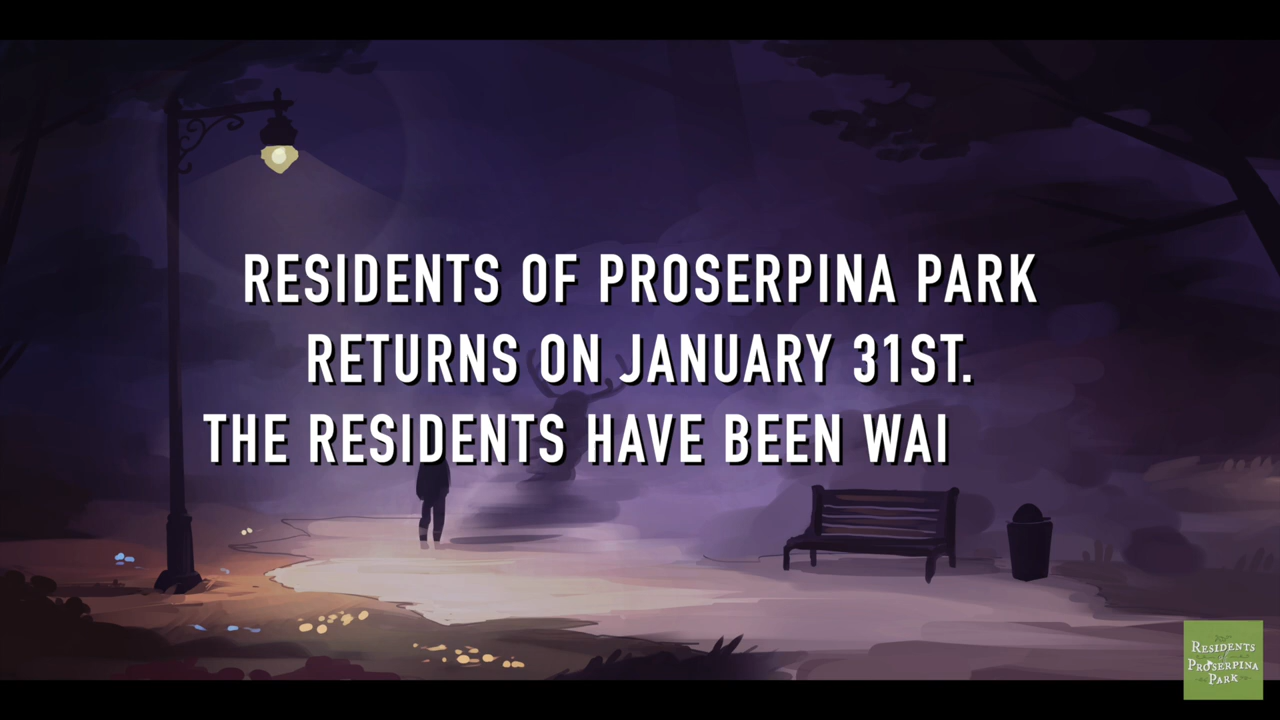 RESIDENTS OF PROSERPINA PARK
RETURNS ON JANUARY 31ST.
THE RESIDENTS HAVE BEEN WAI
RESIDENTS
PROSERPINA
PARK